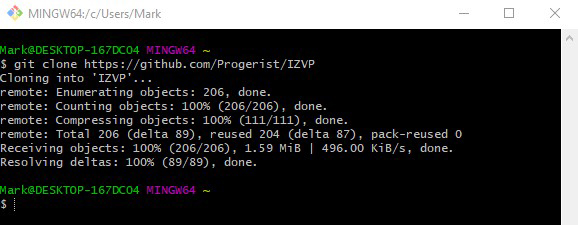 MINGW64:/c/Users/Mark
Mark@DESKTOP-167DCO4 MINGW64 ~
$ git clone https://github.com/Progerist/IZVP
Cloning into 'IZVP'...
remote: Enumerating objects: 206, done.
remote: Counting objects: 100% (206/206), done.
remote: Compressing objects: 100% (111/111), done.
remote: Total 206 (delta 89), reused 204 (delta 87), pack-reused 0
Receiving objects: 100% (206/206), 1.59 MiB | 496.00 KiB/s, done.
Resolving deltas: 100% (89/89), done.
Mark@DESKTOP-167DCO4 MINGW64 ~
$